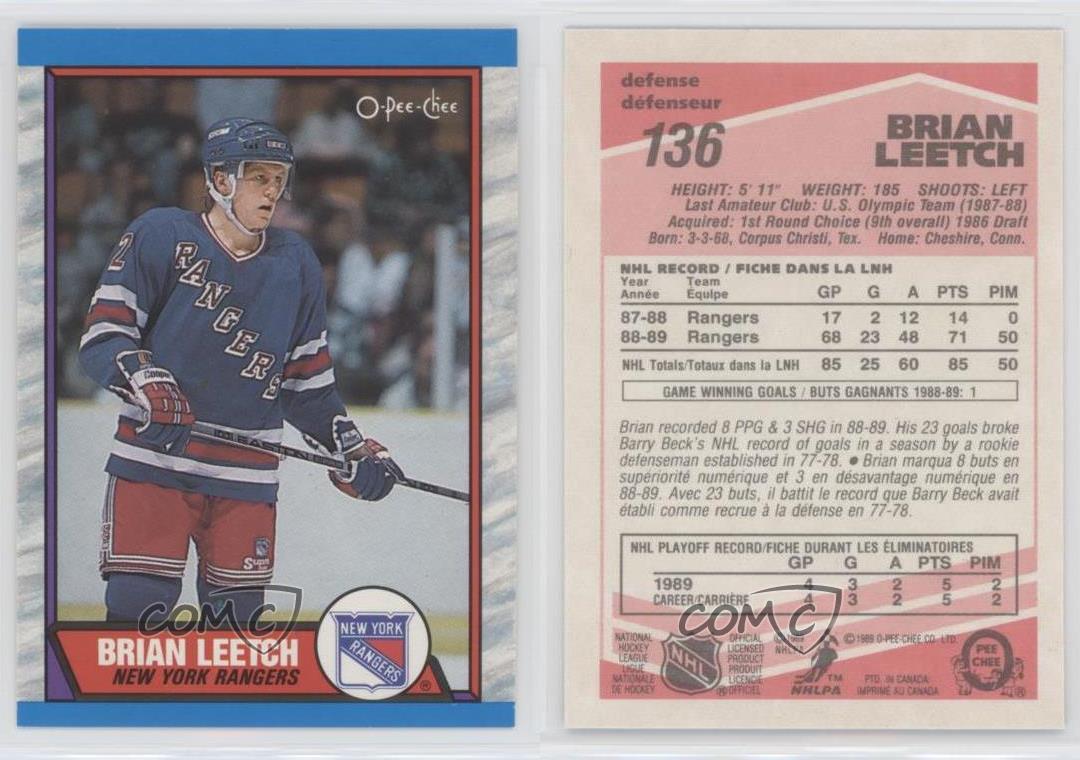 O-Pee-Chee
2
RANGERS
Cooper
Supra
COMC
BRIAN LEETCH
NEW YORK RANGERS
NEW YORK
RANGERS
®
defense
défenseur
136
BRIAN
LEETCH
HEIGHT: 5' 11" WEIGHT: 185 SHOOTS: LEFT
Last Amateur Club: U.S. Olympic Team (1987-88)
Acquired: 1st Round Choice (9th overall) 1986 Draft
Born: 3-3-68, Corpus Christi, Tex. Home: Cheshire, Conn.
NHL RECORD / FICHE DANS LA LNH
Year Team
Année Équipe GP G A PTS PIM
87-88 Rangers 17 2 12 14 0
88-89 Rangers 68 23 48 71 50
NHL Totals/Totaux dans la LNH 85 25 60 85 50
GAME WINNING GOALS / BUTS GAGNANTS 1988-89: 1
Brian recorded 8 PPG & 3 SHG in 88-89. His 23 goals broke
Barry Beck's NHL record of goals in a season by a rookie
defenseman established in 77-78. ● Brian marqua 8 buts en
supériorité numérique et 3 en désavantage numérique en
88-89. Avec 23 buts, il battit le record que Barry Beck avait
établi comme recrue à la défense en 77-78.
NHL PLAYOFF RECORD/FICHE DURANT LES ÉLIMINATOIRES
GP G A PTS PIM
1989 4 3 2 5 2
CAREER/CARRIÈRE 4 3 2 5 2
COMC
NATIONAL
HOCKEY
LEAGUE
LIGUE
NATIONALE
DE HOCKEY
NHL
®
OFFICIAL
LICENSED
PRODUCT
PRODUIT
LICENCIÉ
OFFICIEL
© 1989
NHLPA
TM
NHLPA
© 1989 O-PEE-CHEE CO. LTD.
PTD. IN CANADA
IMPRIMÉ AU CANADA
PEE
CHEE
®